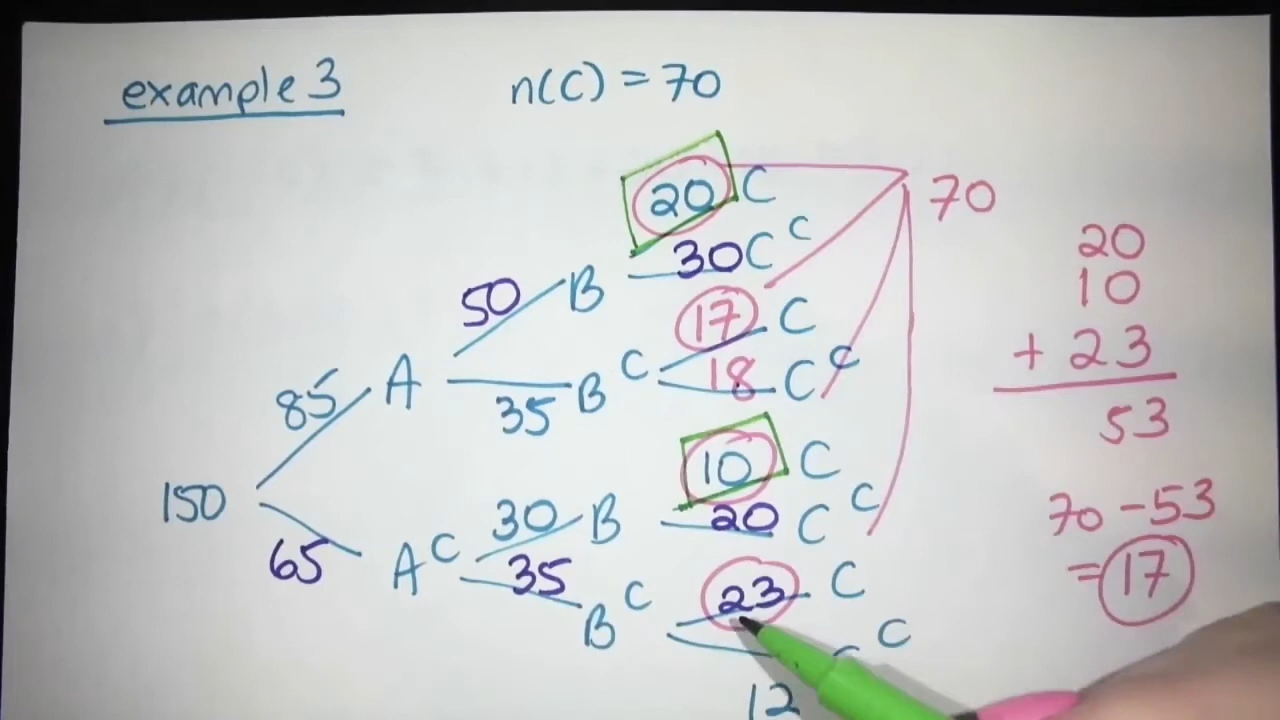 example 3
n(C) = 70
20 C
70
30 C^c
20
50 B
10
17 C
+ 23
85 A
18 C^c
35 B^c
53
10 C
150
30 B
20 C^c
70 - 53
65 A^c
35 B^c
23 C
= 17
C^c
12